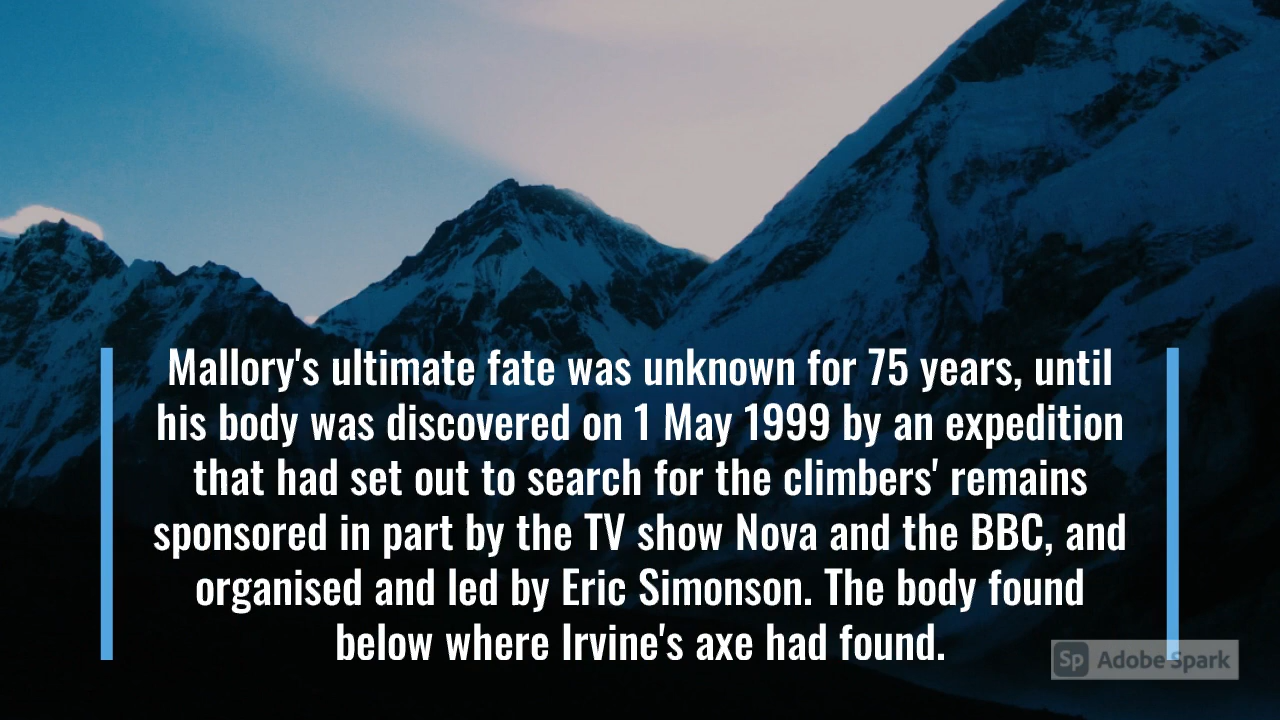 Mallory's ultimate fate was unknown for 75 years, until
his body was discovered on 1 May 1999 by an expedition
that had set out to search for the climbers' remains
sponsored in part by the TV show Nova and the BBC, and
organised and led by Eric Simonson. The body found
below where Irvine's axe had found.
Sp Adobe Spark